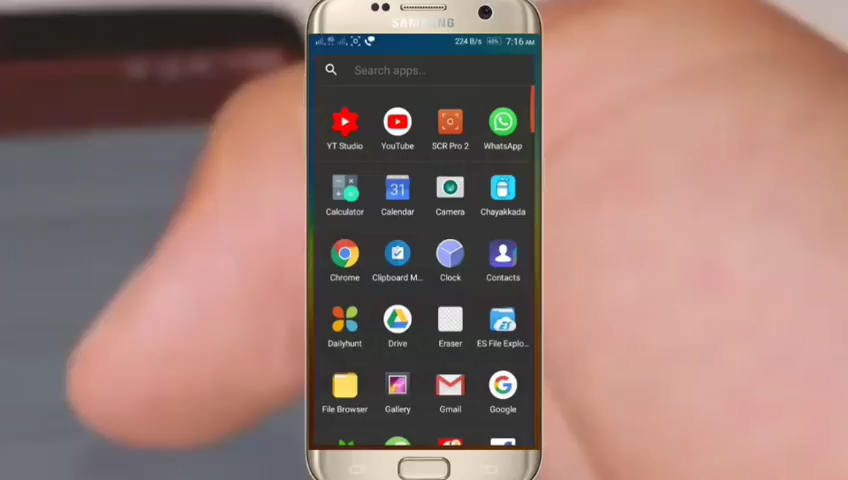 SAMSUNG
224 B/s 48% 7:16 AM
Search apps...
YT Studio YouTube SCR Pro 2 WhatsApp
31
Calculator Calendar Camera Chayakkada
Chrome Clipboard M... Clock Contacts
Dailyhunt Drive Eraser ES File Explo...
File Browser Gallery Gmail Google